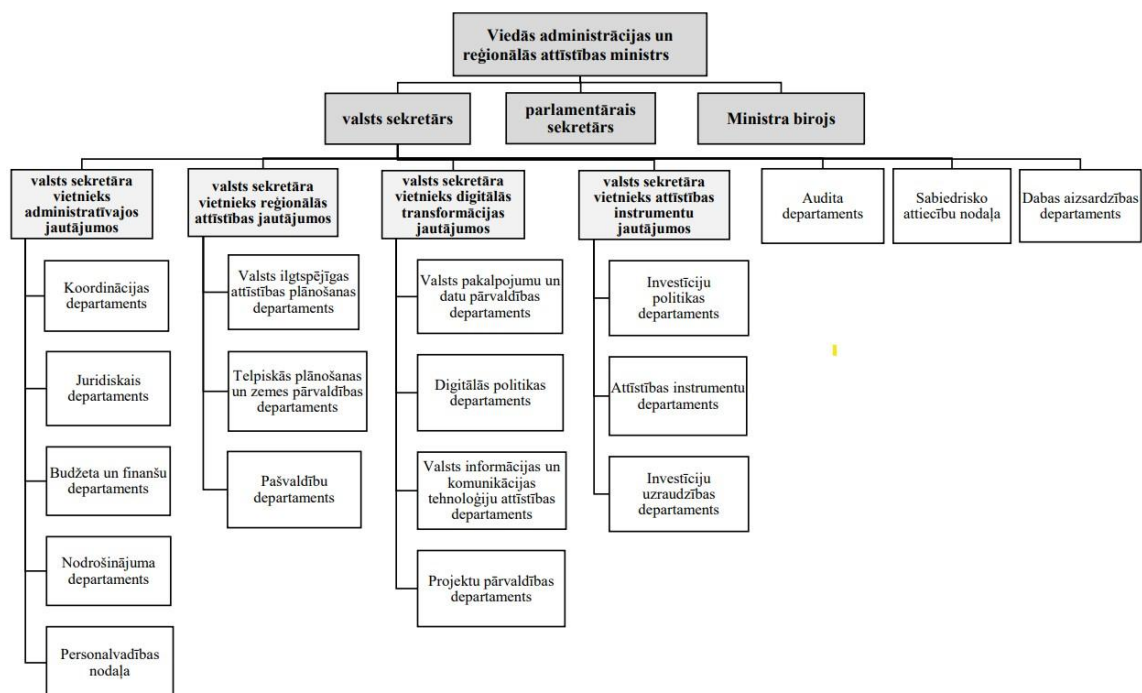 Viedās administrācijas un
reģionālās attīstības ministrs
valsts sekretārs
parlamentārais
sekretārs
Ministra birojs
valsts sekretāra
vietnieks
administratīvajos
jautājumos
valsts sekretāra
vietnieks reģionālās
attīstības jautājumos
valsts sekretāra
vietnieks digitālās
transformācijas
jautājumos
valsts sekretāra
vietnieks attīstības
instrumentu
jautājumos
Audita
departaments
Sabiedrisko
attiecību nodaļa
Dabas aizsardzības
departaments
Koordinācijas
departaments
Juridiskais
departaments
Budžeta un finanšu
departaments
Nodrošinājuma
departaments
Personalvadības
nodaļa
Valsts ilgtspējīgas
attīstības plānošanas
departaments
Telpiskās plānošanas
un zemes pārvaldības
departaments
Pašvaldību
departaments
Valsts pakalpojumu un
datu pārvaldības
departaments
Digitālās politikas
departaments
Valsts informācijas un
komunikācijas
tehnoloģiju attīstības
departaments
Projektu pārvaldības
departaments
Investīciju
politikas
departaments
Attīstības instrumentu
departaments
Investīciju
uzraudzības
departaments